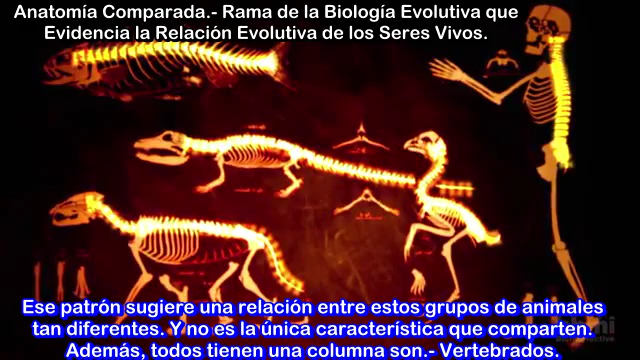 Anatomía Comparada.- Rama de la Biología Evolutiva que
Evidencia la Relación Evolutiva de los Seres Vivos.
Ese patrón sugiere una relación entre estos grupos de animales
tan diferentes. Y no es la única característica que comparten.
Además, todos tienen una columna son.- Vertebrados.